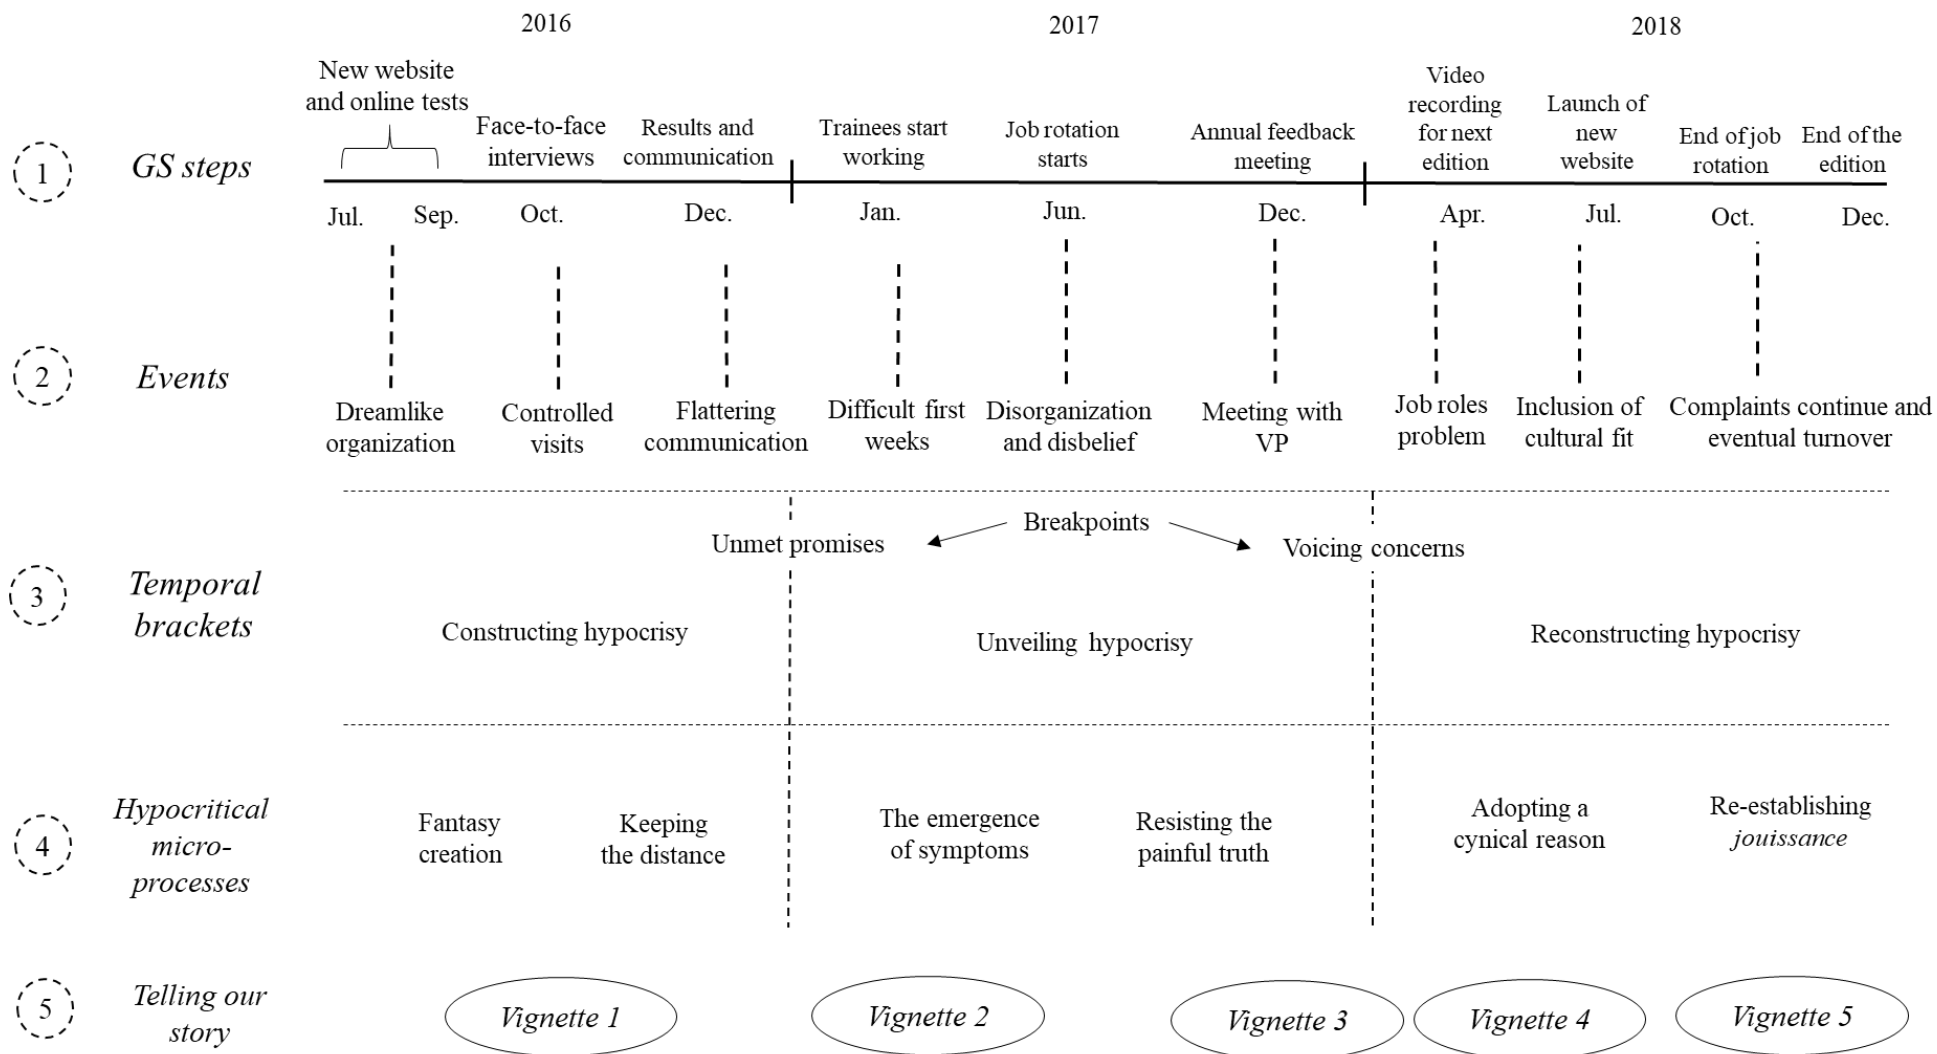 2016
2017
2018
New website
and online tests
Face-to-face
interviews
Results and
communication
Trainees start
working
Job rotation
starts
Annual feedback
meeting
Video
recording
for next
edition
Launch of
new
website
End of job
rotation
End of the
edition
1
GS steps
Jul.
Sep.
Oct.
Dec.
Jan.
Jun.
Dec.
Apr.
Jul.
Oct.
Dec.
2
Events
Dreamlike
organization
Controlled
visits
Flattering
communication
Difficult first
weeks
Disorganization
and disbelief
Meeting with
VP
Job roles
problem
Inclusion of
cultural fit
Complaints continue and
eventual turnover
3
Temporal
brackets
Breakpoints
Unmet promises
Voicing concerns
Constructing hypocrisy
Unveiling hypocrisy
Reconstructing hypocrisy
4
Hypocritical
micro-
processes
Fantasy
creation
Keeping
the distance
The emergence
of symptoms
Resisting the
painful truth
Adopting a
cynical reason
Re-establishing
jouissance
5
Telling our
story
Vignette 1
Vignette 2
Vignette 3
Vignette 4
Vignette 5